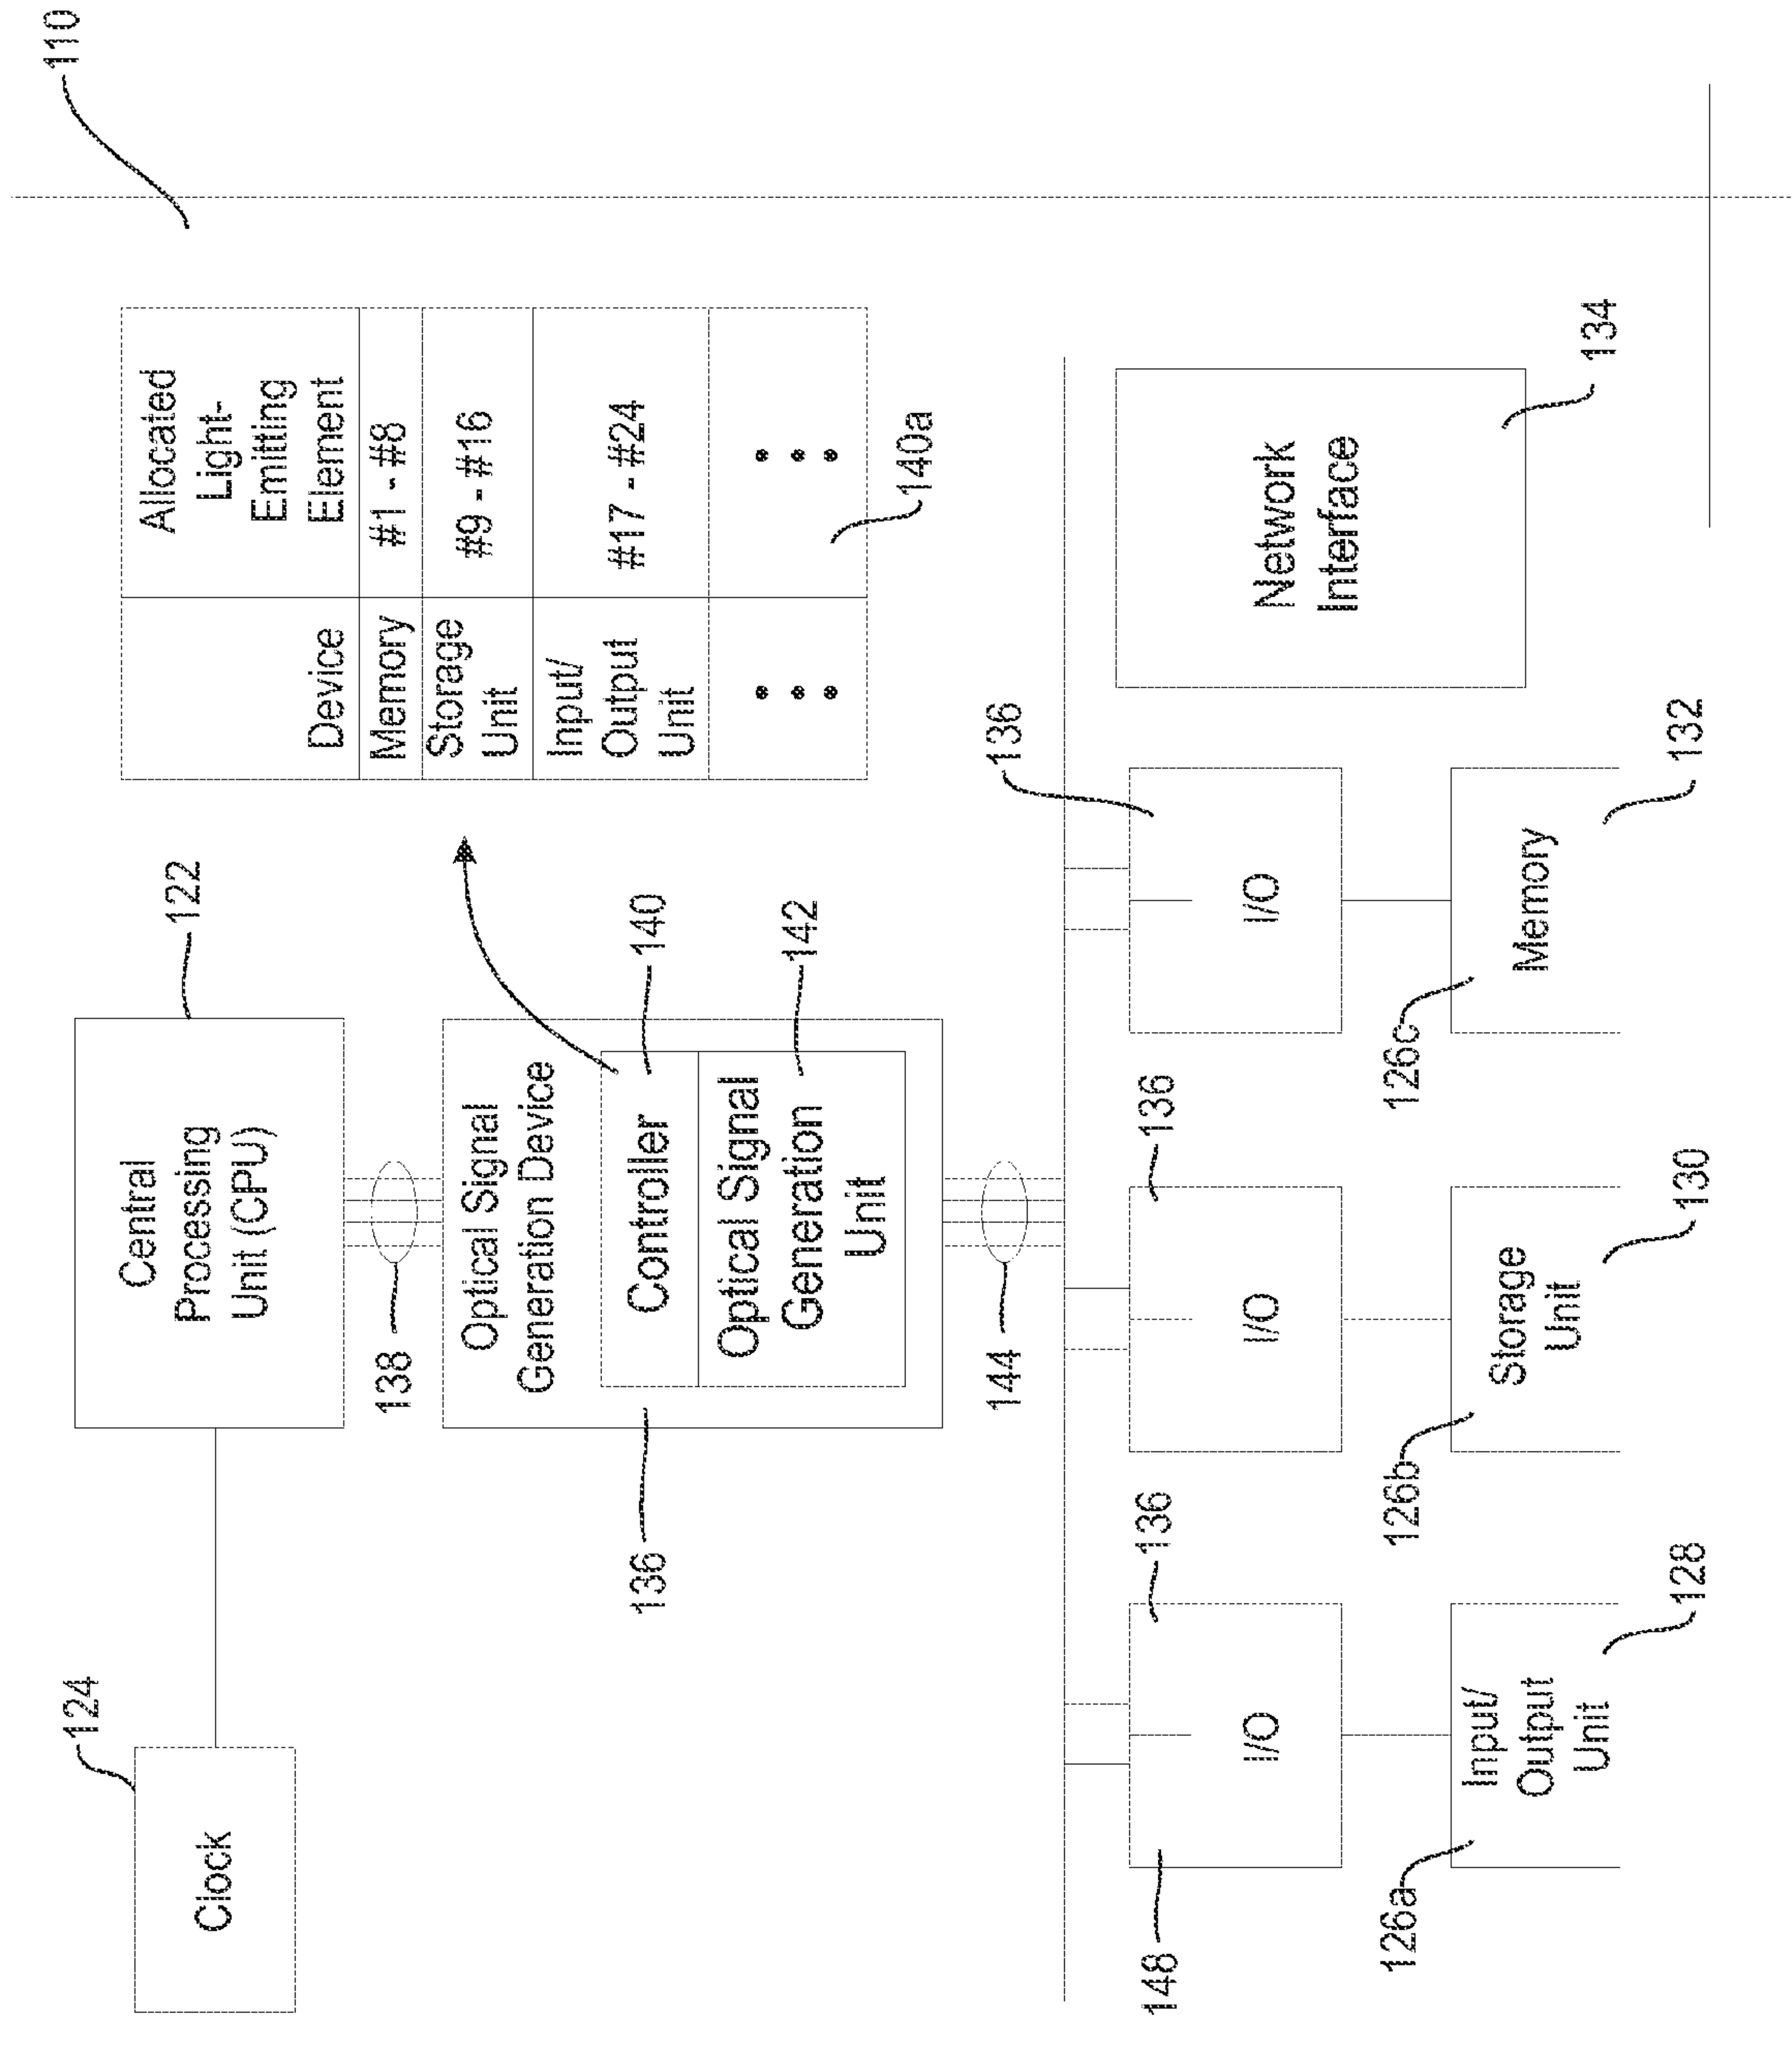 110
124
Clock
122
Central
Processing
Unit (CPU)
138
Optical Signal
Generation Device
136
Controller
140
Optical Signal
Generation
Unit
142
144
Device
Allocated
Light-
Emitting
Element
Memory
#1 - #8
Storage
Unit
#9 - #16
Input/
Output
Unit
#17 - #24
140a
148
136
I/O
136
I/O
136
I/O
126a
Input/
Output
Unit
128
126b
Storage
Unit
130
126c
Memory
132
Network
Interface
134